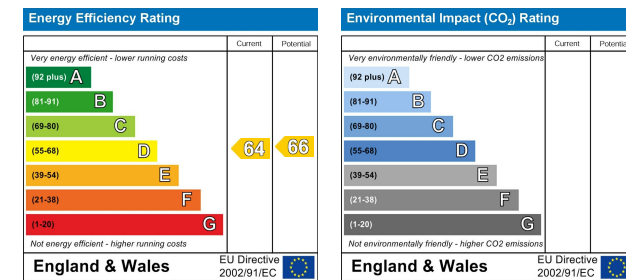 Energy Efficiency Rating
Current Potential
Very energy efficient - lower running costs
(92 plus) A
(81-91) B
(69-80) C
(55-68) D 64 66
(39-54) E
(21-38) F
(1-20) G
Not energy efficient - higher running costs
England & Wales
EU Directive
2002/91/EC
Environmental Impact (CO₂) Rating
Current Potential
Very environmentally friendly - lower CO2 emissions
(92 plus) A
(81-91) B
(69-80) C
(55-68) D
(39-54) E
(21-38) F
(1-20) G
Not environmentally friendly - higher CO2 emissions
England & Wales
EU Directive
2002/91/EC